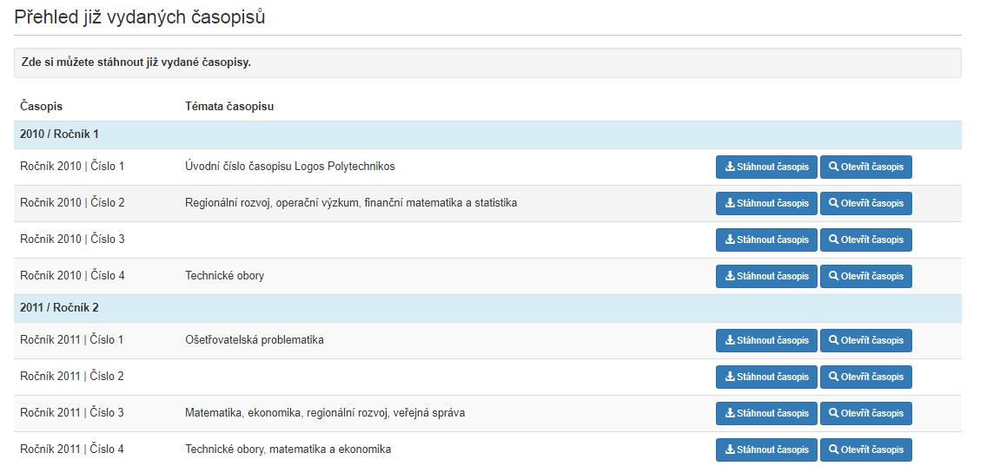 Přehled již vydaných časopisů
Zde si můžete stáhnout již vydané časopisy.
Časopis Témata časopisu
2010 / Ročník 1
Ročník 2010 | Číslo 1 Úvodní číslo časopisu Logos Polytechnikos Stáhnout časopis Otevřít časopis
Ročník 2010 | Číslo 2 Regionální rozvoj, operační výzkum, finanční matematika a statistika Stáhnout časopis Otevřít časopis
Ročník 2010 | Číslo 3 Stáhnout časopis Otevřít časopis
Ročník 2010 | Číslo 4 Technické obory Stáhnout časopis Otevřít časopis
2011 / Ročník 2
Ročník 2011 | Číslo 1 Ošetřovatelská problematika Stáhnout časopis Otevřít časopis
Ročník 2011 | Číslo 2 Stáhnout časopis Otevřít časopis
Ročník 2011 | Číslo 3 Matematika, ekonomika, regionální rozvoj, veřejná správa Stáhnout časopis Otevřít časopis
Ročník 2011 | Číslo 4 Technické obory, matematika a ekonomika Stáhnout časopis Otevřít časopis